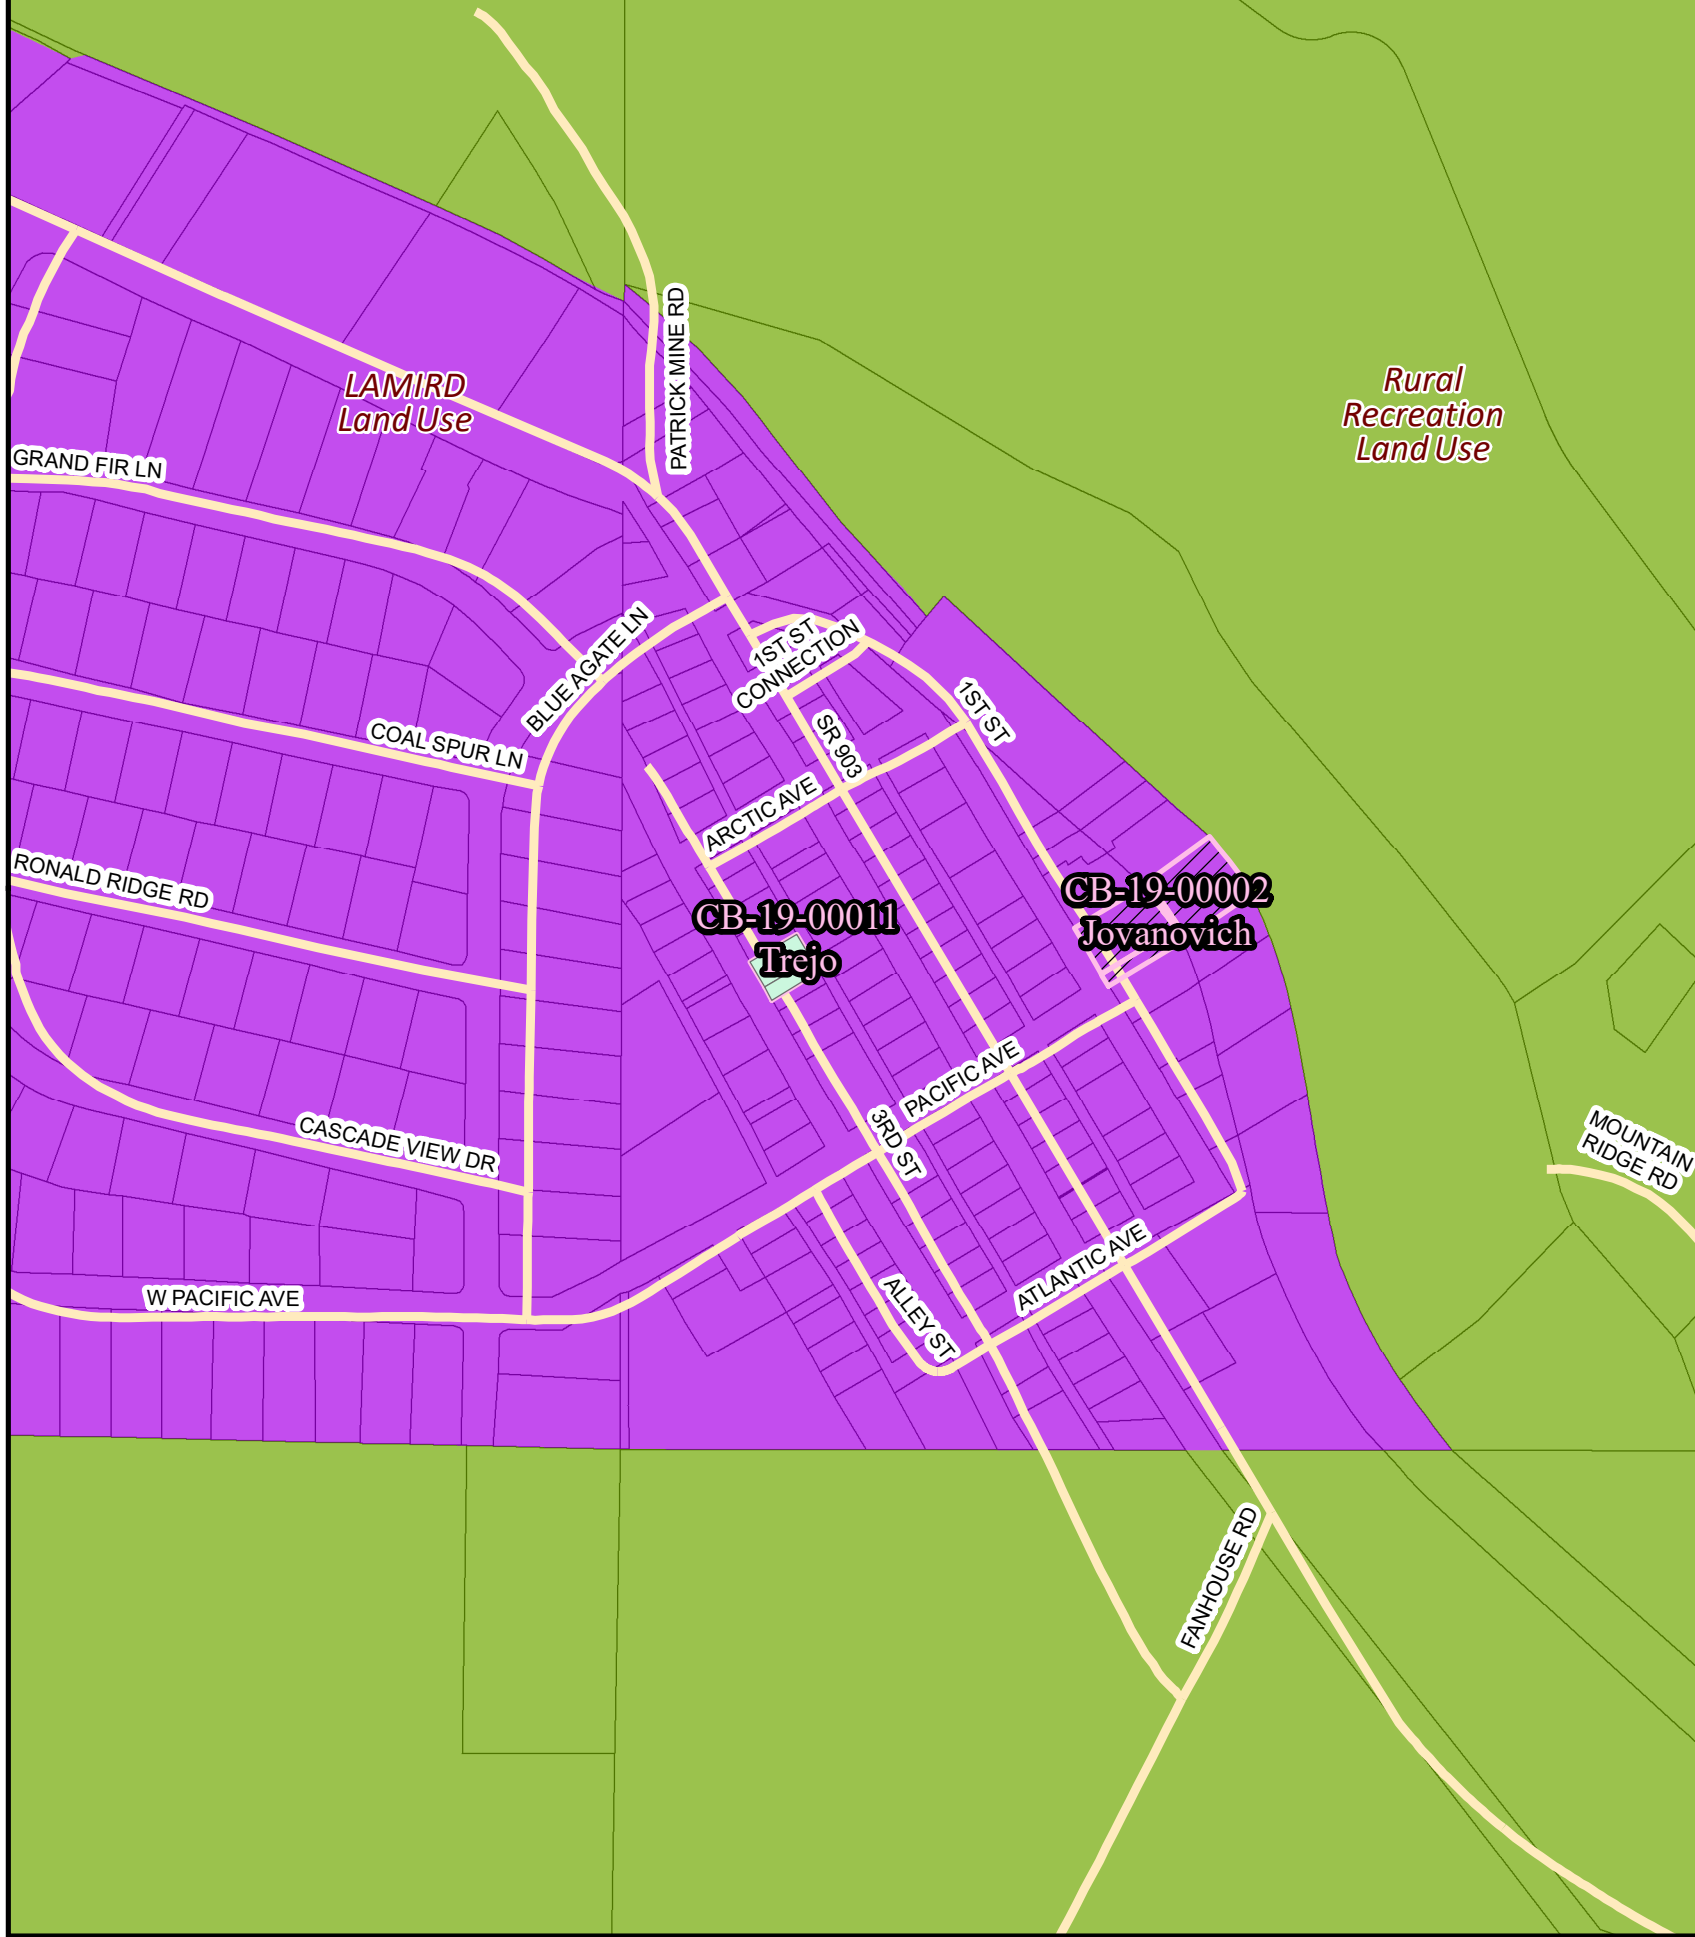 PATRICK MINE RD
LAMIRD
Land Use
Rural
Recreation
Land Use
GRAND FIR LN
BLUE AGATE LN
1ST ST
CONNECTION
1ST ST
COAL SPUR LN
SR 903
ARCTIC AVE
RONALD RIDGE RD
CB-19-00002
Jovanovich
CB-19-00011
Trejo
PACIFIC AVE
3RD ST
CASCADE VIEW DR
MOUNTAIN
RIDGE RD
W PACIFIC AVE
ALLEY ST
ATLANTIC AVE
FANHOUSE RD